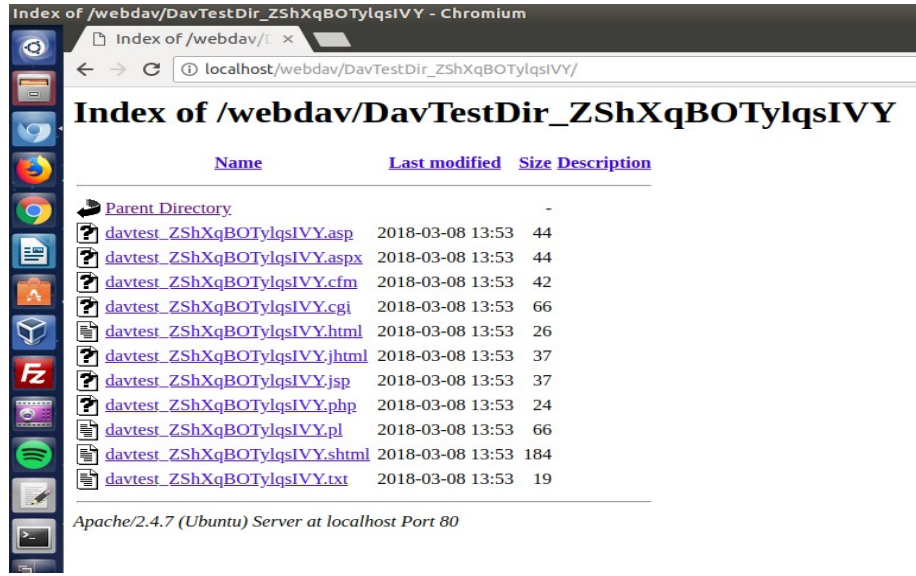 Index of /webdav/DavTestDir_ZShXqBOTylqsIVY - Chromium
Index of /webdav/D
localhost/webdav/DavTestDir_ZShXqBOTylqsIVY/
Index of /webdav/DavTestDir_ZShXqBOTylqsIVY
Name Last modified Size Description
Parent Directory -
davtest_ZShXqBOTylqsIVY.asp 2018-03-08 13:53 44
davtest_ZShXqBOTylqsIVY.aspx 2018-03-08 13:53 44
davtest_ZShXqBOTylqsIVY.cfm 2018-03-08 13:53 42
davtest_ZShXqBOTylqsIVY.cgi 2018-03-08 13:53 66
davtest_ZShXqBOTylqsIVY.html 2018-03-08 13:53 26
davtest_ZShXqBOTylqsIVY.jhtml 2018-03-08 13:53 37
davtest_ZShXqBOTylqsIVY.jsp 2018-03-08 13:53 37
davtest_ZShXqBOTylqsIVY.php 2018-03-08 13:53 24
davtest_ZShXqBOTylqsIVY.pl 2018-03-08 13:53 66
davtest_ZShXqBOTylqsIVY.shtml 2018-03-08 13:53 184
davtest_ZShXqBOTylqsIVY.txt 2018-03-08 13:53 19
Apache/2.4.7 (Ubuntu) Server at localhost Port 80